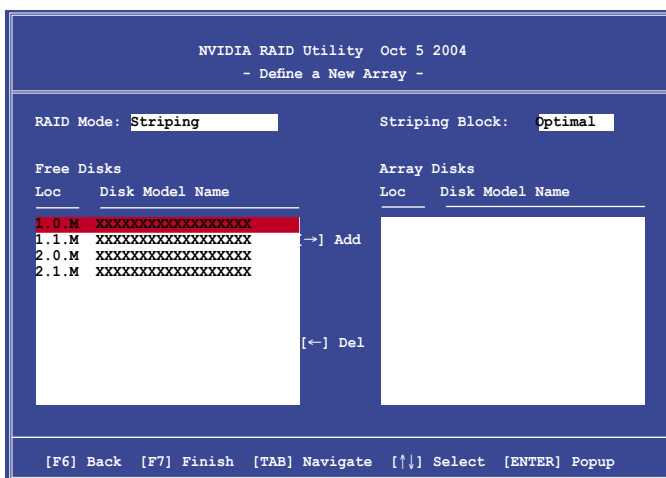 NVIDIA RAID Utility Oct 5 2004
- Define a New Array -
RAID Mode: Striping
Striping Block: Optimal
Free Disks
Loc Disk Model Name
1.0.M XXXXXXXXXXXXXXXXXX
1.1.M XXXXXXXXXXXXXXXXXX
2.0.M XXXXXXXXXXXXXXXXXX
2.1.M XXXXXXXXXXXXXXXXXX
[→] Add
[←] Del
Array Disks
Loc Disk Model Name
[F6] Back [F7] Finish [TAB] Navigate [↑↓] Select [ENTER] Popup